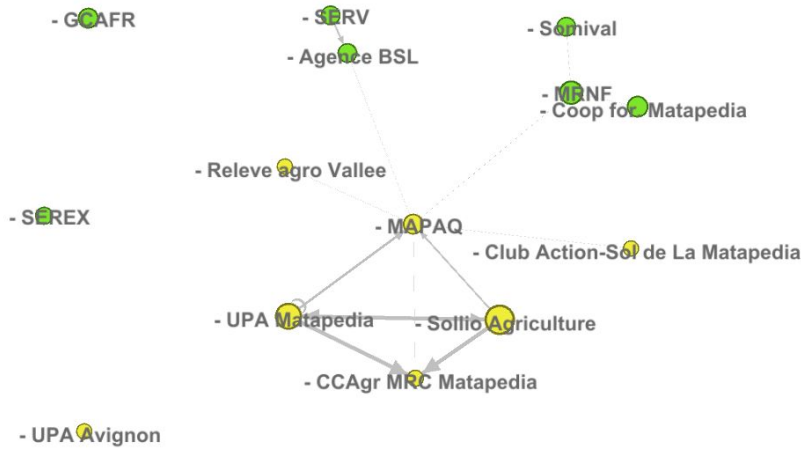 - GCAFR
- SERV
- Somival
- Agence BSL
- MRNF
- Coop for  Matapedia
- Releve agro Vallee
- SEREX
- MAPAQ
- Club Action-Sol de La Matapedia
- UPA Matapedia
- Sollio Agriculture
- CCAgr MRC Matapedia
- UPA Avignon